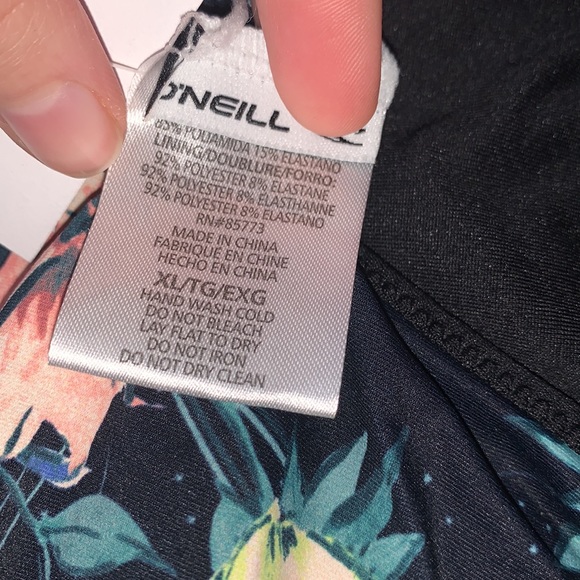 O'NEILL
85% POLIAMIDA 15% ELASTANO
LINING/DOUBLURE/FORRO:
92% POLYESTER 8% ELASTANE
92% POLYESTER 8% ELASTHANNE
92% POLYESTER 8% ELASTANO
RN#85773
MADE IN CHINA
FABRIQUE EN CHINE
HECHO EN CHINA
XL/TG/EXG
HAND WASH COLD
DO NOT BLEACH
LAY FLAT TO DRY
DO NOT IRON
DO NOT DRY CLEAN